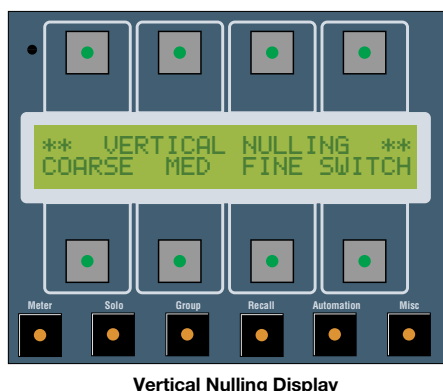 ** VERTICAL NULLING **
COARSE MED FINE SWITCH
Meter Solo Group Recall Automation Misc
Vertical Nulling Display